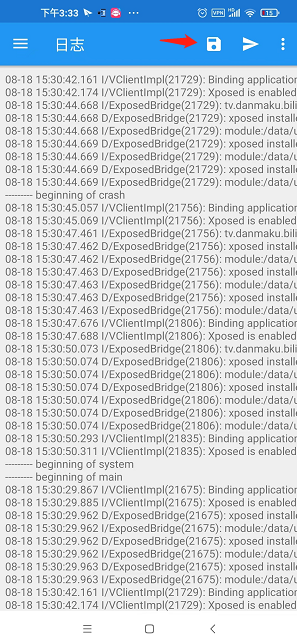 下午3:33
VPN
15
日志
08-18 15:30:42.161 I/VClientImpl(21729): Binding application
08-18 15:30:42.174 I/VClientImpl(21729): Xposed is enabled
08-18 15:30:44.668 I/ExposedBridge(21729): tv.danmaku.bili
08-18 15:30:44.668 D/ExposedBridge(21729): xposed installe
08-18 15:30:44.668 I/ExposedBridge(21729): module:/data/u
08-18 15:30:44.669 D/ExposedBridge(21729): xposed installe
08-18 15:30:44.669 I/ExposedBridge(21729): module:/data/u
08-18 15:30:44.669 D/ExposedBridge(21729): xposed installe
08-18 15:30:44.669 I/ExposedBridge(21729): module:/data/u
--------- beginning of crash
08-18 15:30:45.057 I/VClientImpl(21756): Binding application
08-18 15:30:45.069 I/VClientImpl(21756): Xposed is enabled
08-18 15:30:47.461 I/ExposedBridge(21756): tv.danmaku.bili
08-18 15:30:47.462 D/ExposedBridge(21756): xposed installe
08-18 15:30:47.462 I/ExposedBridge(21756): module:/data/u
08-18 15:30:47.463 D/ExposedBridge(21756): xposed installe
08-18 15:30:47.463 I/ExposedBridge(21756): module:/data/u
08-18 15:30:47.463 D/ExposedBridge(21756): xposed installe
08-18 15:30:47.463 I/ExposedBridge(21756): module:/data/u
08-18 15:30:47.676 I/VClientImpl(21806): Binding application
08-18 15:30:47.688 I/VClientImpl(21806): Xposed is enabled
08-18 15:30:50.073 I/ExposedBridge(21806): tv.danmaku.bili
08-18 15:30:50.074 D/ExposedBridge(21806): xposed installe
08-18 15:30:50.074 I/ExposedBridge(21806): module:/data/u
08-18 15:30:50.074 D/ExposedBridge(21806): xposed installe
08-18 15:30:50.074 I/ExposedBridge(21806): module:/data/u
08-18 15:30:50.074 D/ExposedBridge(21806): xposed installe
08-18 15:30:50.074 I/ExposedBridge(21806): module:/data/u
08-18 15:30:50.293 I/VClientImpl(21835): Binding application
08-18 15:30:50.311 I/VClientImpl(21835): Xposed is enabled
--------- beginning of system
--------- beginning of main
08-18 15:30:29.867 I/VClientImpl(21675): Binding application
08-18 15:30:29.885 I/VClientImpl(21675): Xposed is enabled
08-18 15:30:29.962 D/ExposedBridge(21675): xposed installe
08-18 15:30:29.962 I/ExposedBridge(21675): module:/data/u
08-18 15:30:29.962 D/ExposedBridge(21675): xposed installe
08-18 15:30:29.962 I/ExposedBridge(21675): module:/data/u
08-18 15:30:29.963 D/ExposedBridge(21675): xposed installe
08-18 15:30:29.963 I/ExposedBridge(21675): module:/data/u
08-18 15:30:42.161 I/VClientImpl(21729): Binding application
08-18 15:30:42.174 I/VClientImpl(21729): Xposed is enabled